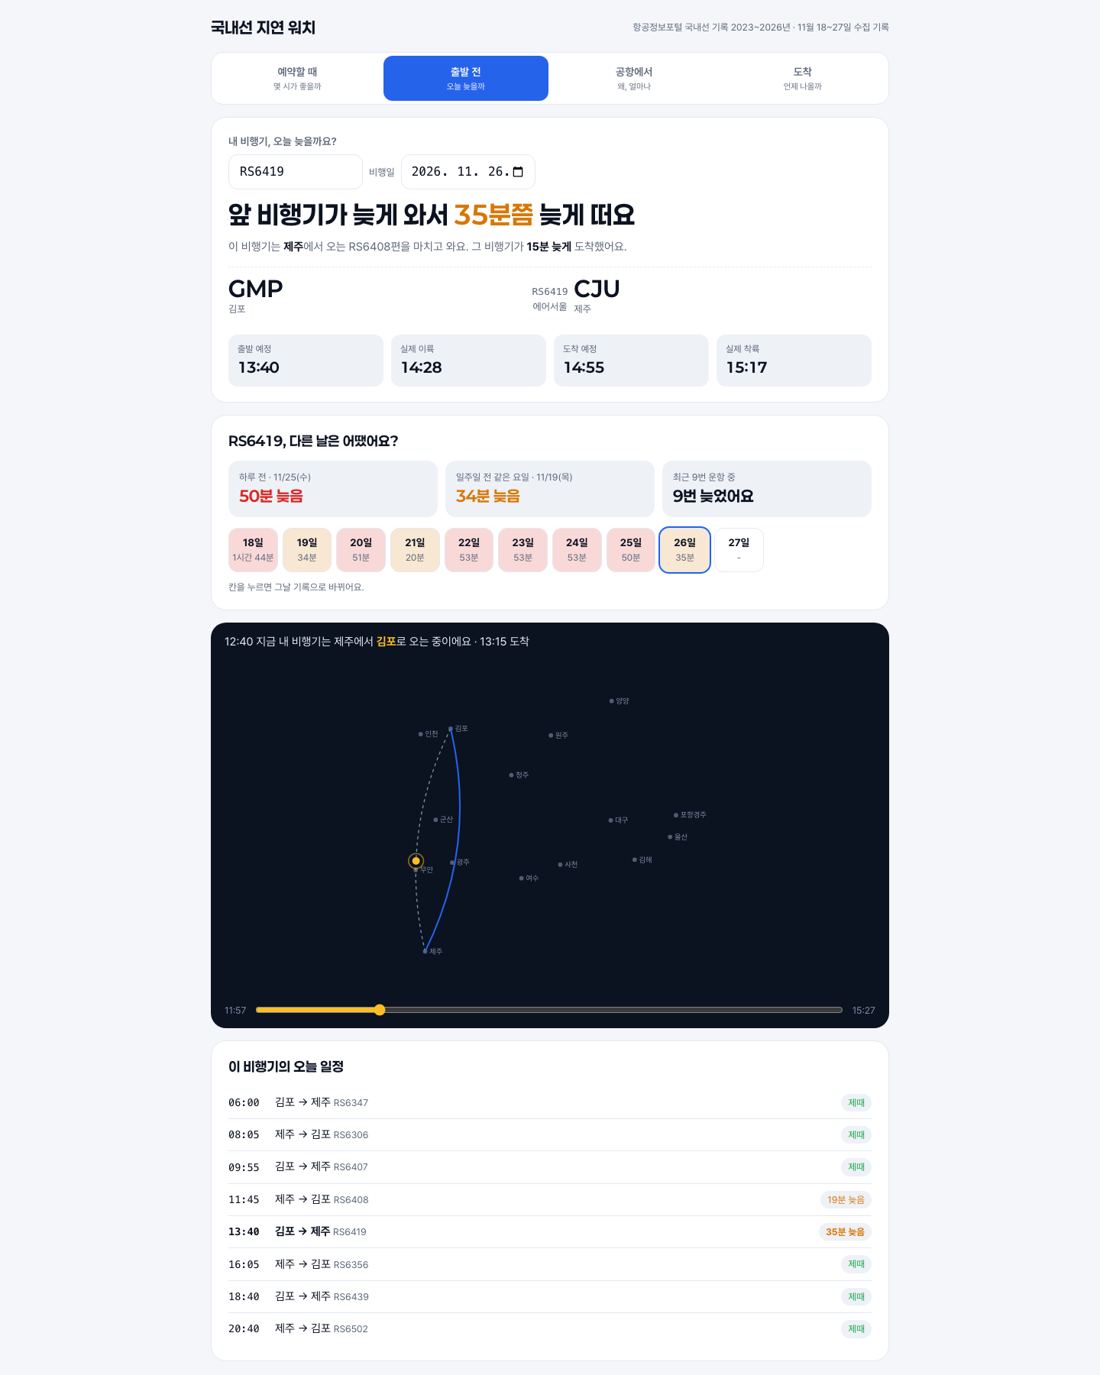 국내선 지연 워치
항공정보포털 국내선 기록 2023~2026년 · 11월 18~27일 수집 기록
예약할 때
몇 시가 좋을까
출발 전
오늘 늦을까
공항에서
왜, 얼마나
도착
언제 나올까
내 비행기, 오늘 늦을까요?
RS6419 비행일 2026. 11. 26.
앞 비행기가 늦게 와서 35분쯤 늦게 떠요
이 비행기는 제주에서 오는 RS6408편을 마치고 와요. 그 비행기가 15분 늦게 도착했어요.
GMP
김포
RS6419
에어서울
CJU
제주
출발 예정
13:40
실제 이륙
14:28
도착 예정
14:55
실제 착륙
15:17
RS6419, 다른 날은 어땠어요?
하루 전 · 11/25(수)
50분 늦음
일주일 전 같은 요일 · 11/19(목)
34분 늦음
최근 9번 운항 중
9번 늦었어요
18일
1시간 44분
19일
34분
20일
51분
21일
20분
22일
53분
23일
53분
24일
53분
25일
50분
26일
35분
27일
-
칸을 누르면 그날 기록으로 바뀌어요.
12:40 지금 내 비행기는 제주에서 김포로 오는 중이에요 · 13:15 도착
양양
인천
김포
원주
청주
군산
대구
포항경주
울산
무안
광주
사천
김해
여수
제주
11:57
15:27
이 비행기의 오늘 일정
06:00 김포 → 제주 RS6347 제때
08:05 제주 → 김포 RS6306 제때
09:55 김포 → 제주 RS6407 제때
11:45 제주 → 김포 RS6408 19분 늦음
13:40 김포 → 제주 RS6419 35분 늦음
16:05 제주 → 김포 RS6356 제때
18:40 김포 → 제주 RS6439 제때
20:40 제주 → 김포 RS6502 제때